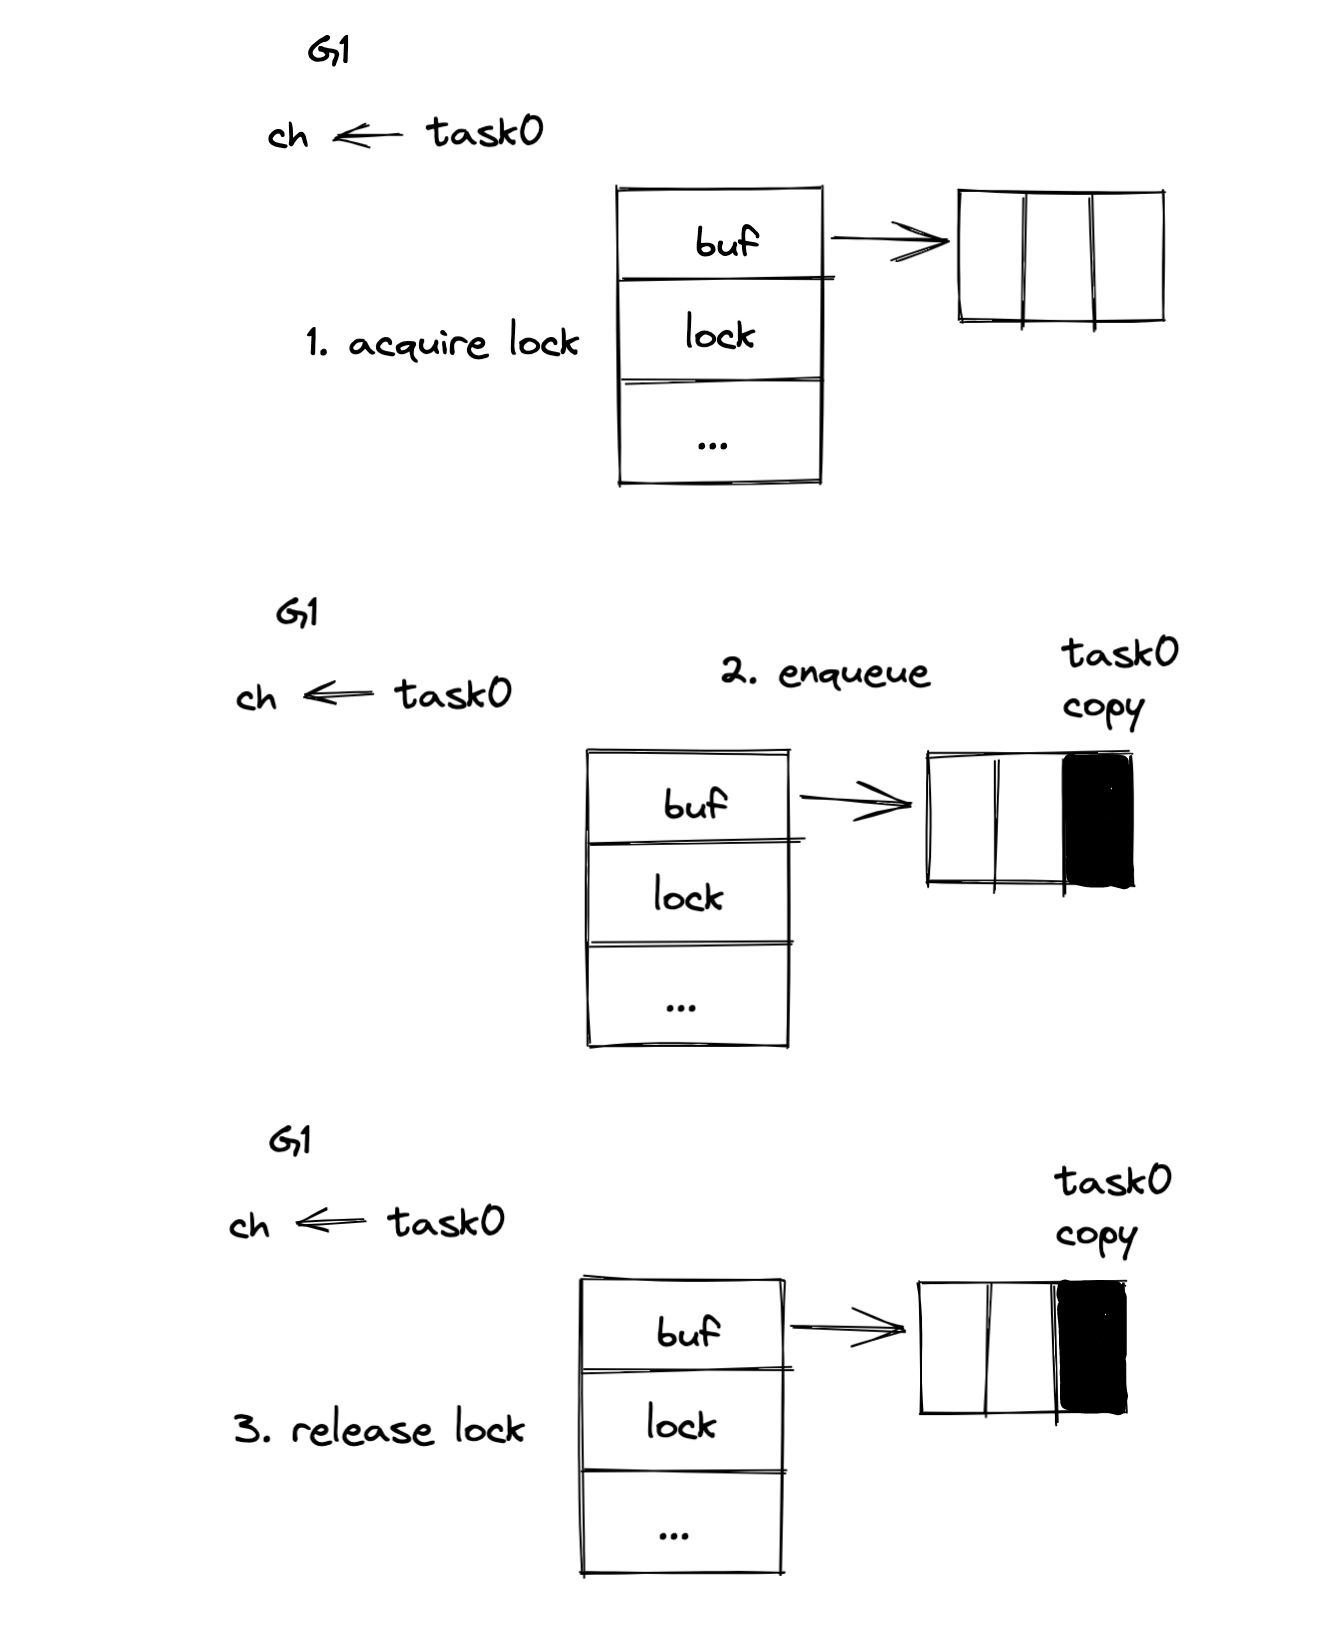 G1
ch ← task0
buf
lock
1. acquire lock
...
G1
ch ← task0
2. enqueue
task0
copy
buf
lock
...
G1
ch ← task0
task0
copy
buf
lock
3. release lock
...